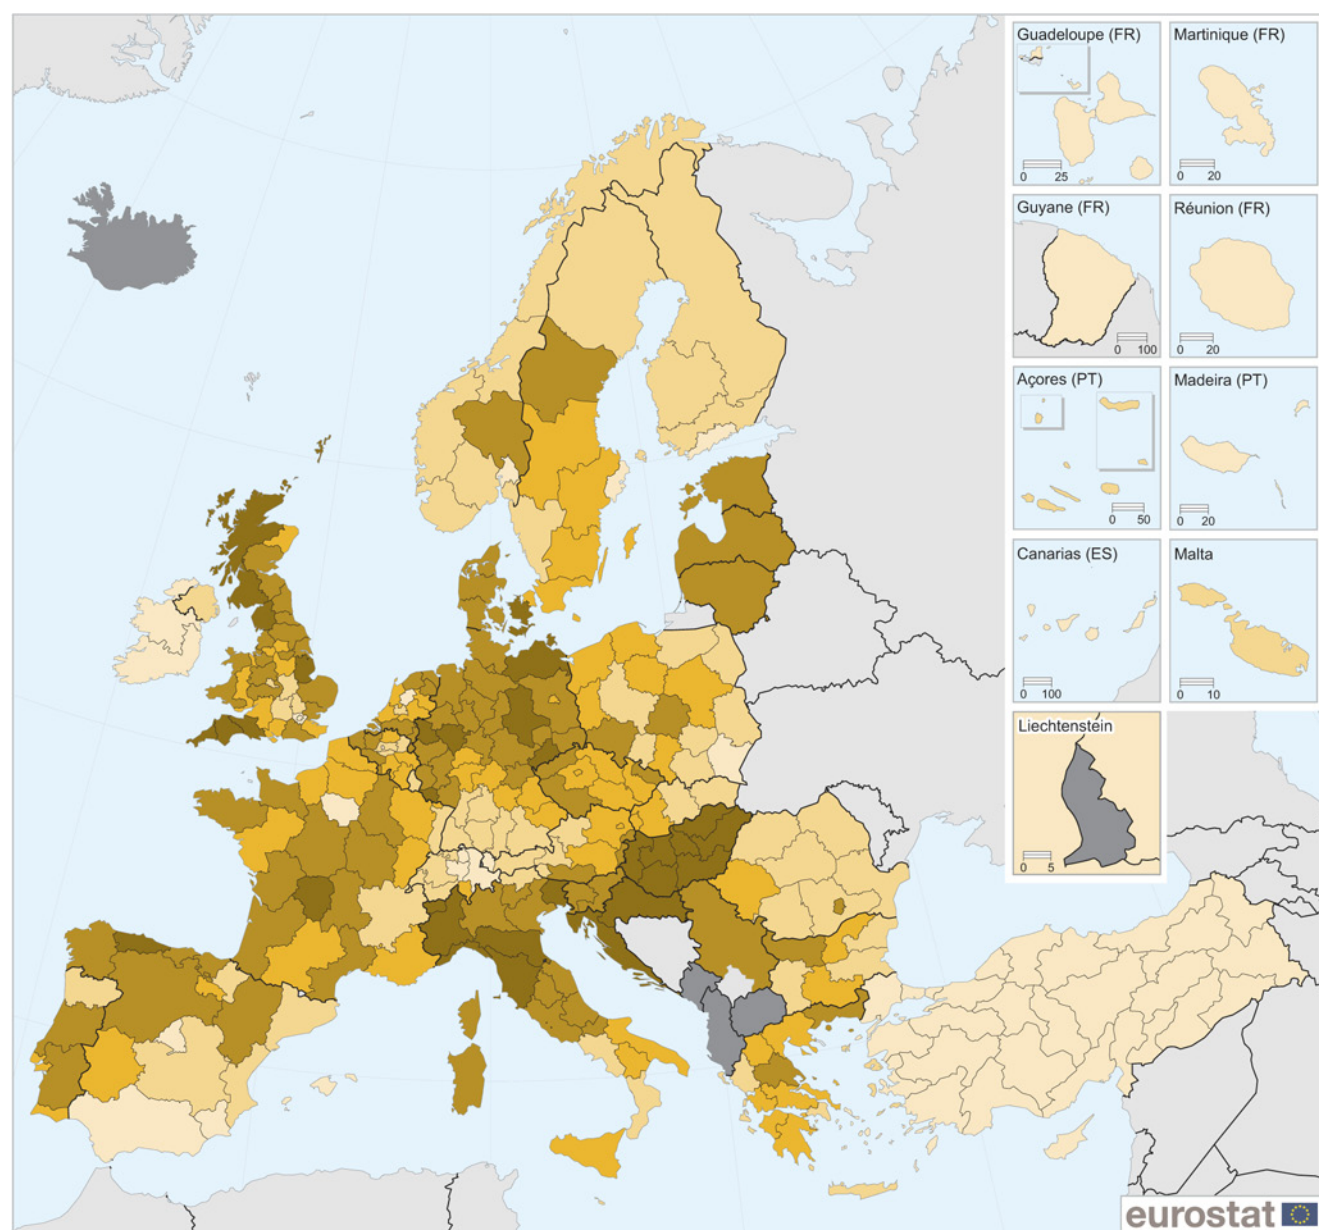 Guadeloupe (FR)
0 25
Martinique (FR)
0 20
Guyane (FR)
0 100
Réunion (FR)
0 20
Açores (PT)
0 50
Madeira (PT)
0 20
Canarias (ES)
0 100
Malta
0 10
Liechtenstein
0 5
eurostat